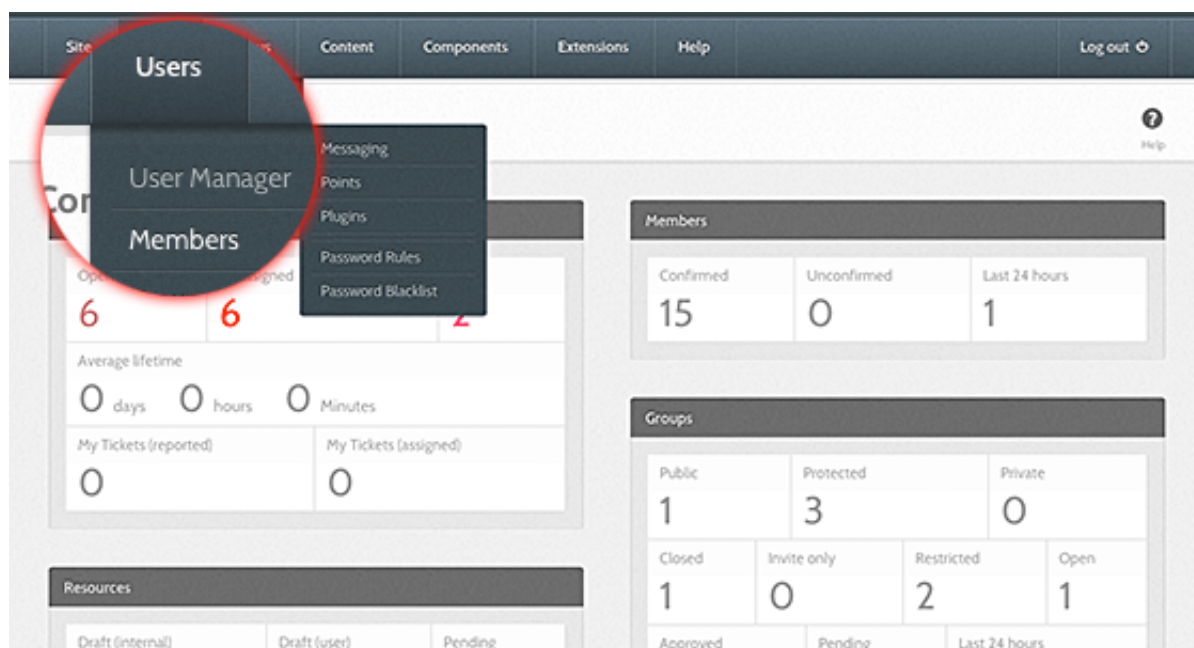 Site Users Content Components Extensions Help Log out
Help
User Manager
Members
Messaging
Points
Plugins
Password Rules
Password Blacklist
6 6
Average lifetime
0 days 0 hours 0 Minutes
My Tickets (reported) My Tickets (assigned)
0 0
Resources
Draft (internal) Draft (user) Pending
Members
Confirmed Unconfirmed Last 24 hours
15 0 1
Groups
Public Protected Private
1 3 0
Closed Invite only Restricted Open
1 0 2 1
Approved Pending Last 24 hours